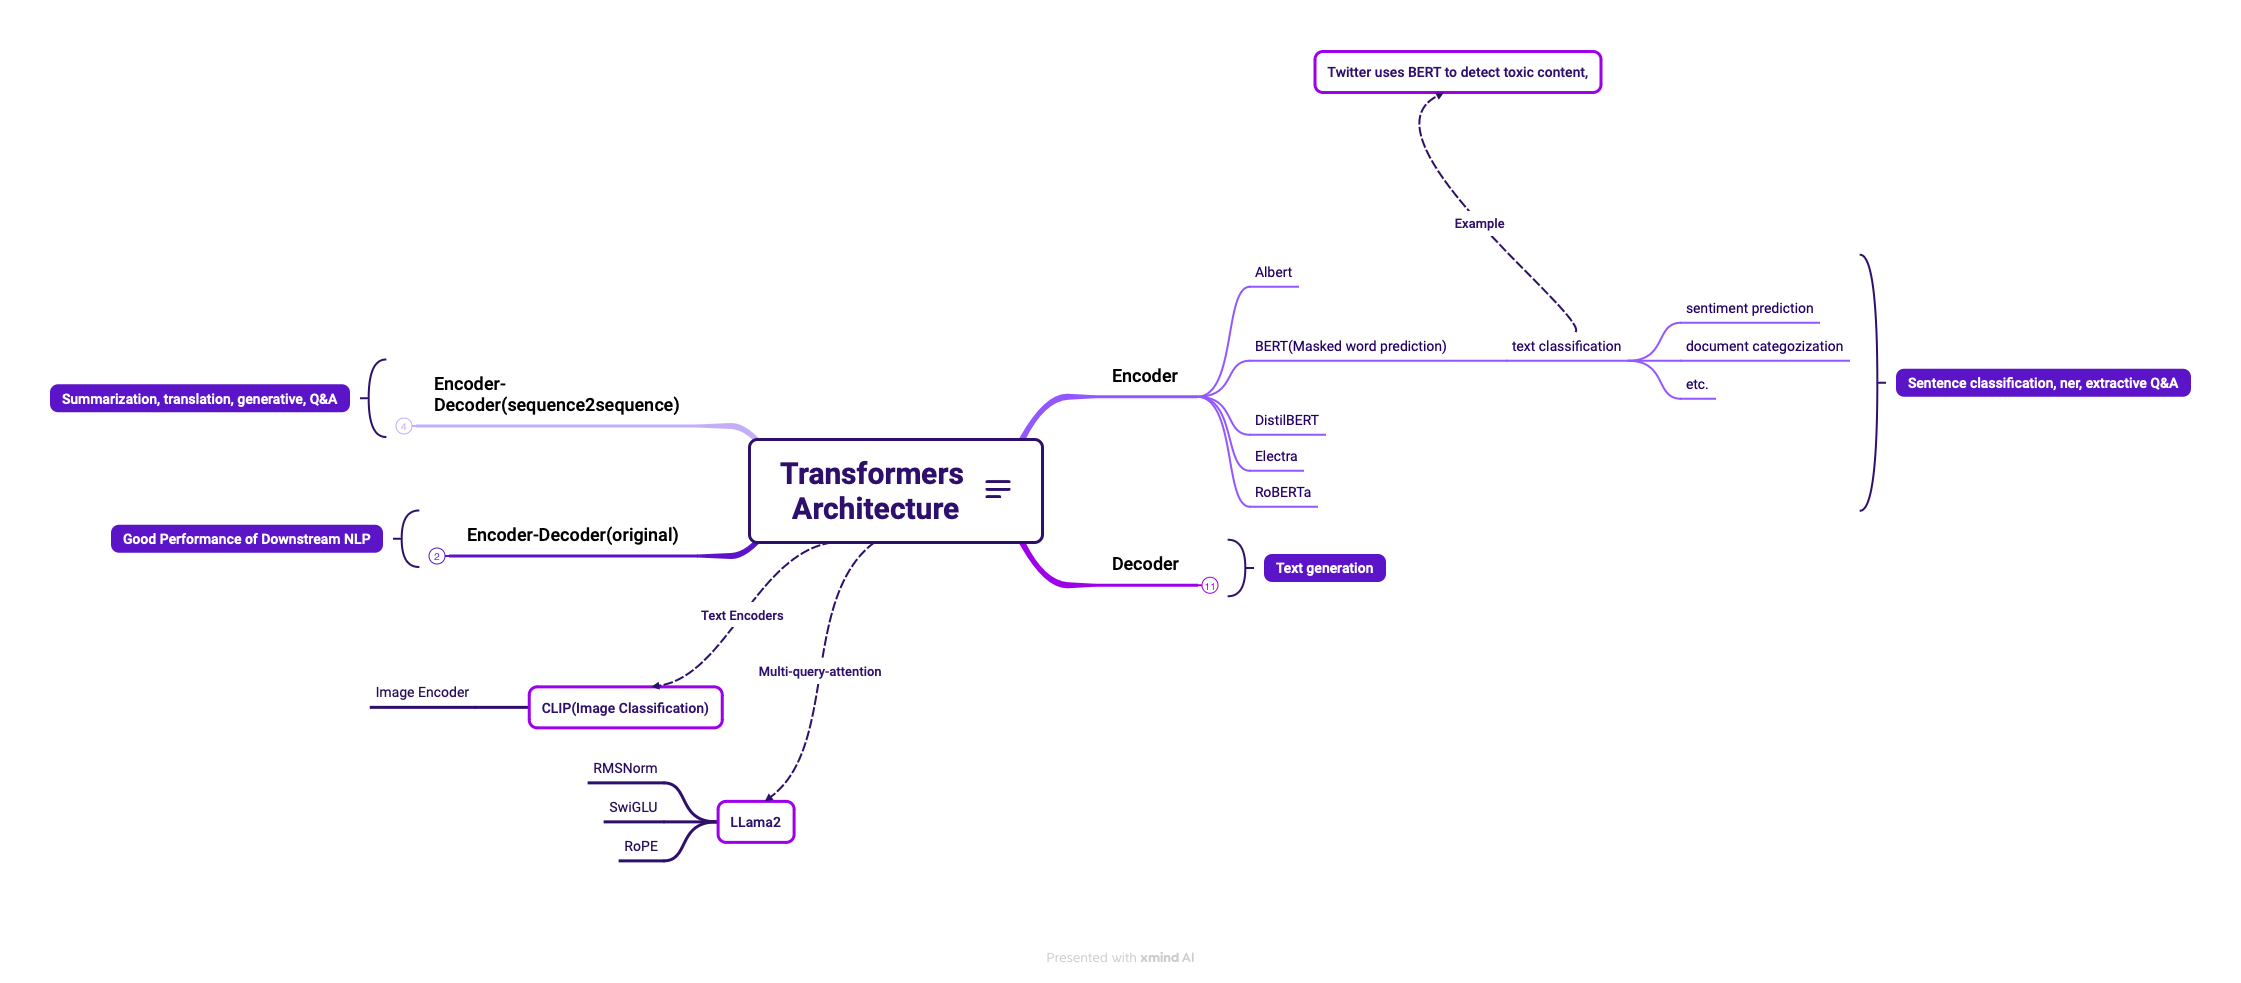 Twitter uses BERT to detect toxic content,
Example
Albert
sentiment prediction
BERT(Masked word prediction)
text classification
document categozization
Encoder
etc.
Sentence classification, ner, extractive Q&A
DistilBERT
Electra
RoBERTa
Encoder-
Decoder(sequence2sequence)
Summarization, translation, generative, Q&A
4
Transformers
Architecture
Encoder-Decoder(original)
Good Performance of Downstream NLP
2
Decoder
11
Text generation
Text Encoders
Multi-query-attention
Image Encoder
CLIP(Image Classification)
RMSNorm
SwiGLU
RoPE
LLama2
Presented with xmind AI